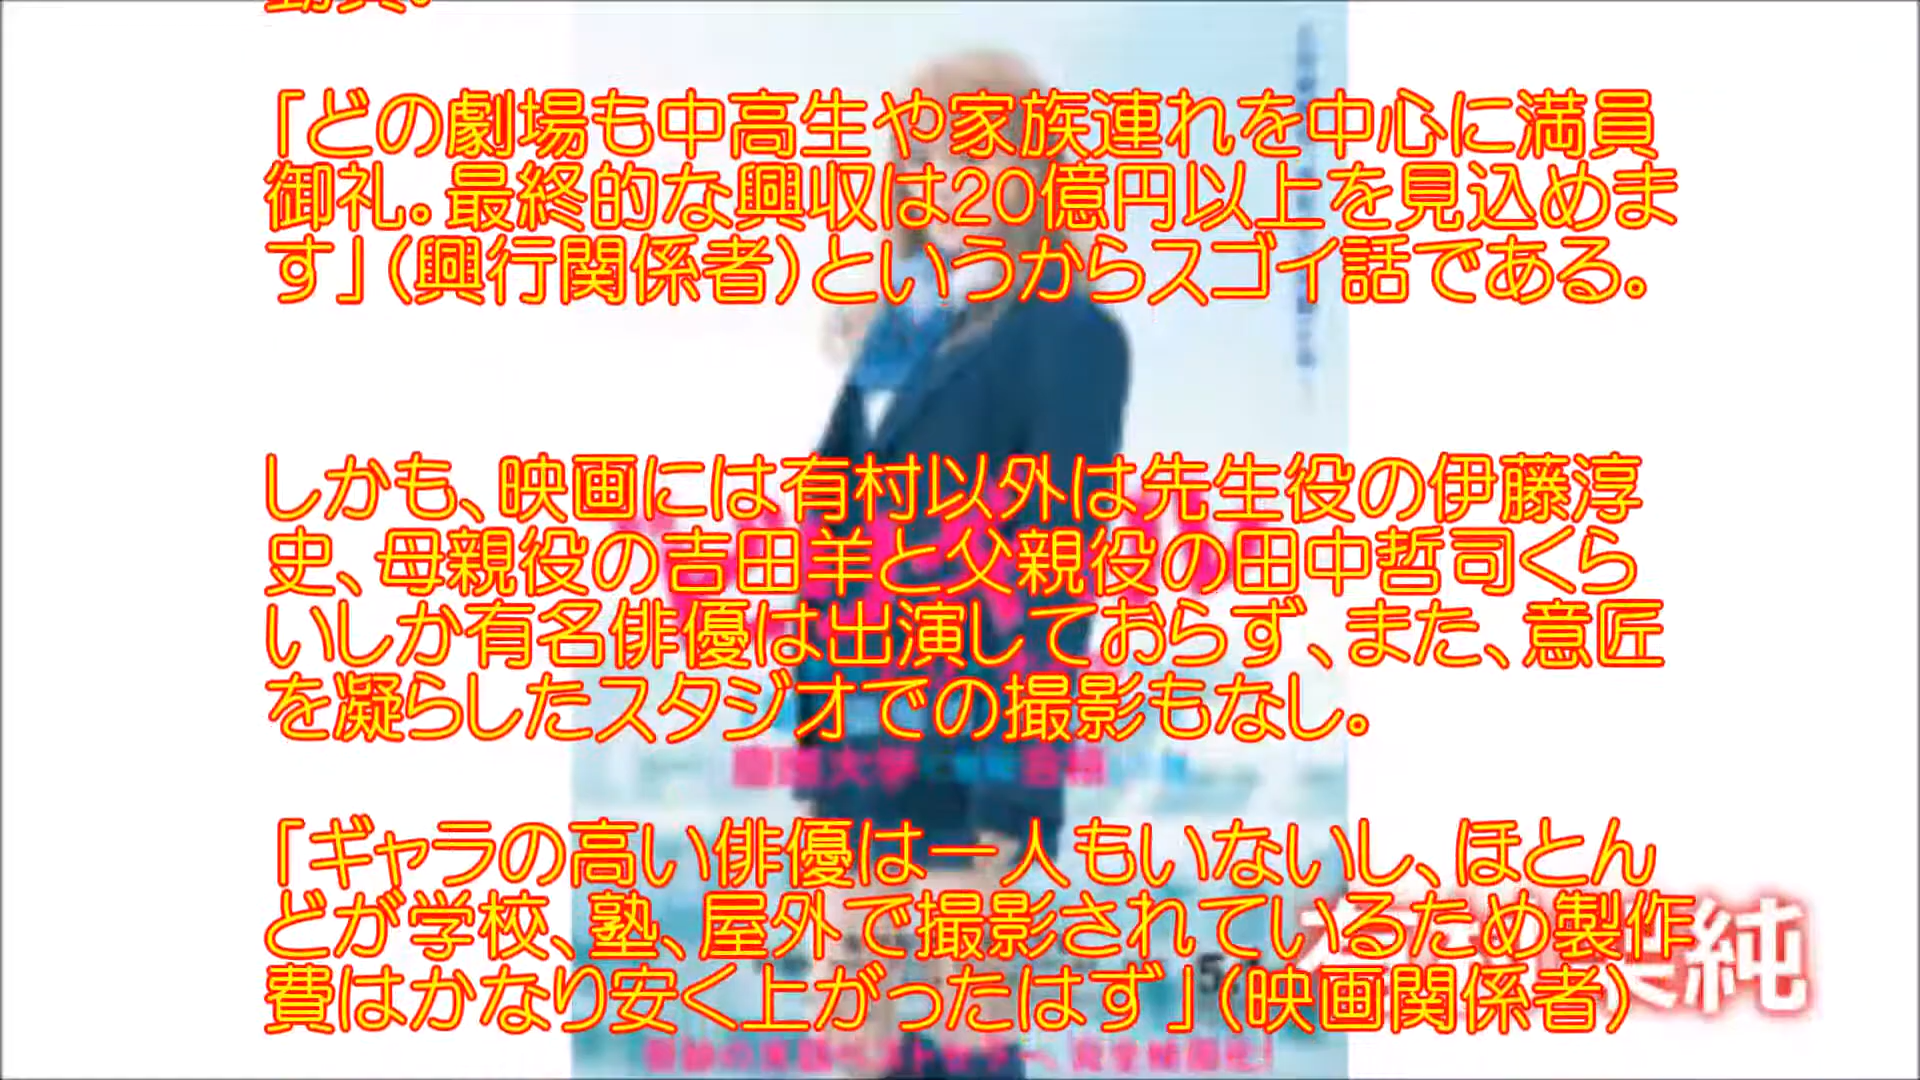 「どの劇場も中高生や家族連れを中心に満員
御礼。最終的な興収は20億円以上を見込めま
す」(興行関係者)というからスゴイ話である。
しかも、映画には有村以外は先生役の伊藤淳
史、母親役の吉田羊と父親役の田中哲司くら
いしか有名俳優は出演しておらず、また、意匠
を凝らしたスタジオでの撮影もなし。
「ギャラの高い俳優は一人もいないし、ほとん
どが学校、塾、屋外で撮影されているため製作
費はかなり安く上がったはず」(映画関係者)
純